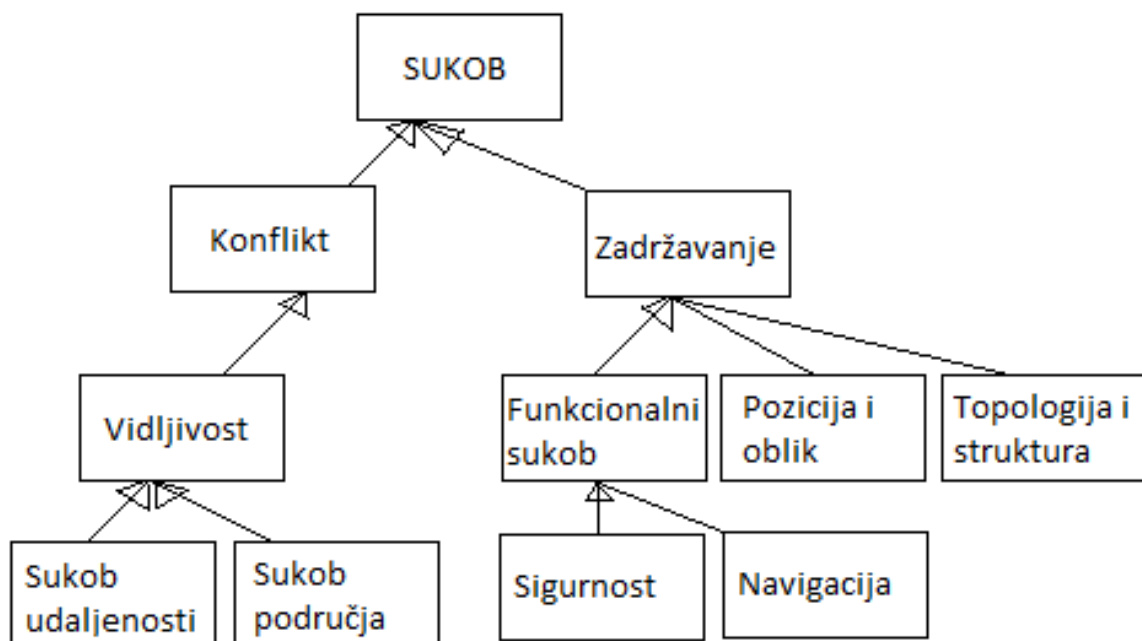 SUKOB
Konflikt
Zadržavanje
Vidljivost
Funkcionalni
sukob
Pozicija i
oblik
Topologija i
struktura
Sukob
udaljenosti
Sukob
područja
Sigurnost
Navigacija